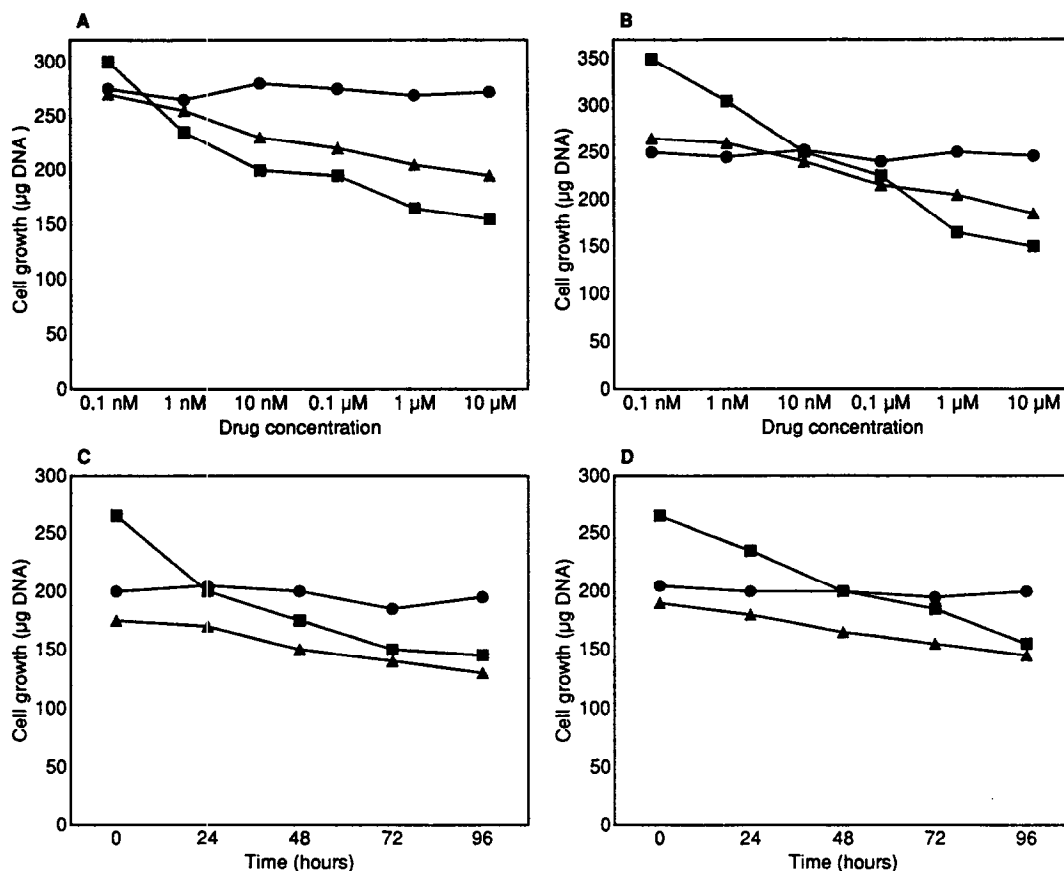 A
300
250
200
150
100
50
0
Cell growth (µg DNA )
0.1 nM 1 nM 10 nM 0.1 µM 1 µM 10 µM
Drug concentration
B
350
300
250
200
150
100
50
0
Cell growth (µg DNA)
0.1 nM 1 nM 10 nM 0.1 µM 1 µM 10 µM
Drug concentration
C
300
250
200
150
100
50
0
Cell growth (µg DNA)
0 24 48 72 96
Time (hours)
D
300
250
200
150
100
50
0
Cell growth (µg DNA)
0 24 48 72 96
Time (hours)